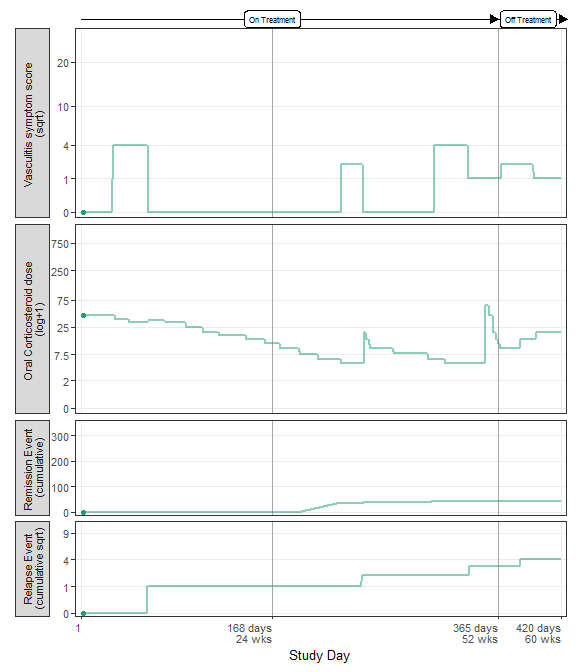 On Treatment
Off Treatment
Vasculitis symptom score
(sqrt)
20
10
4
1
0
Oral Corticosteroid dose
(log+1)
750
250
75
25
7.5
2
0
Remission Event
(cumulative)
300
200
100
0
Relapse Event
(cumulative sqrt)
9
4
1
0
1
168 days
24 wks
365 days
52 wks
420 days
60 wks
Study Day